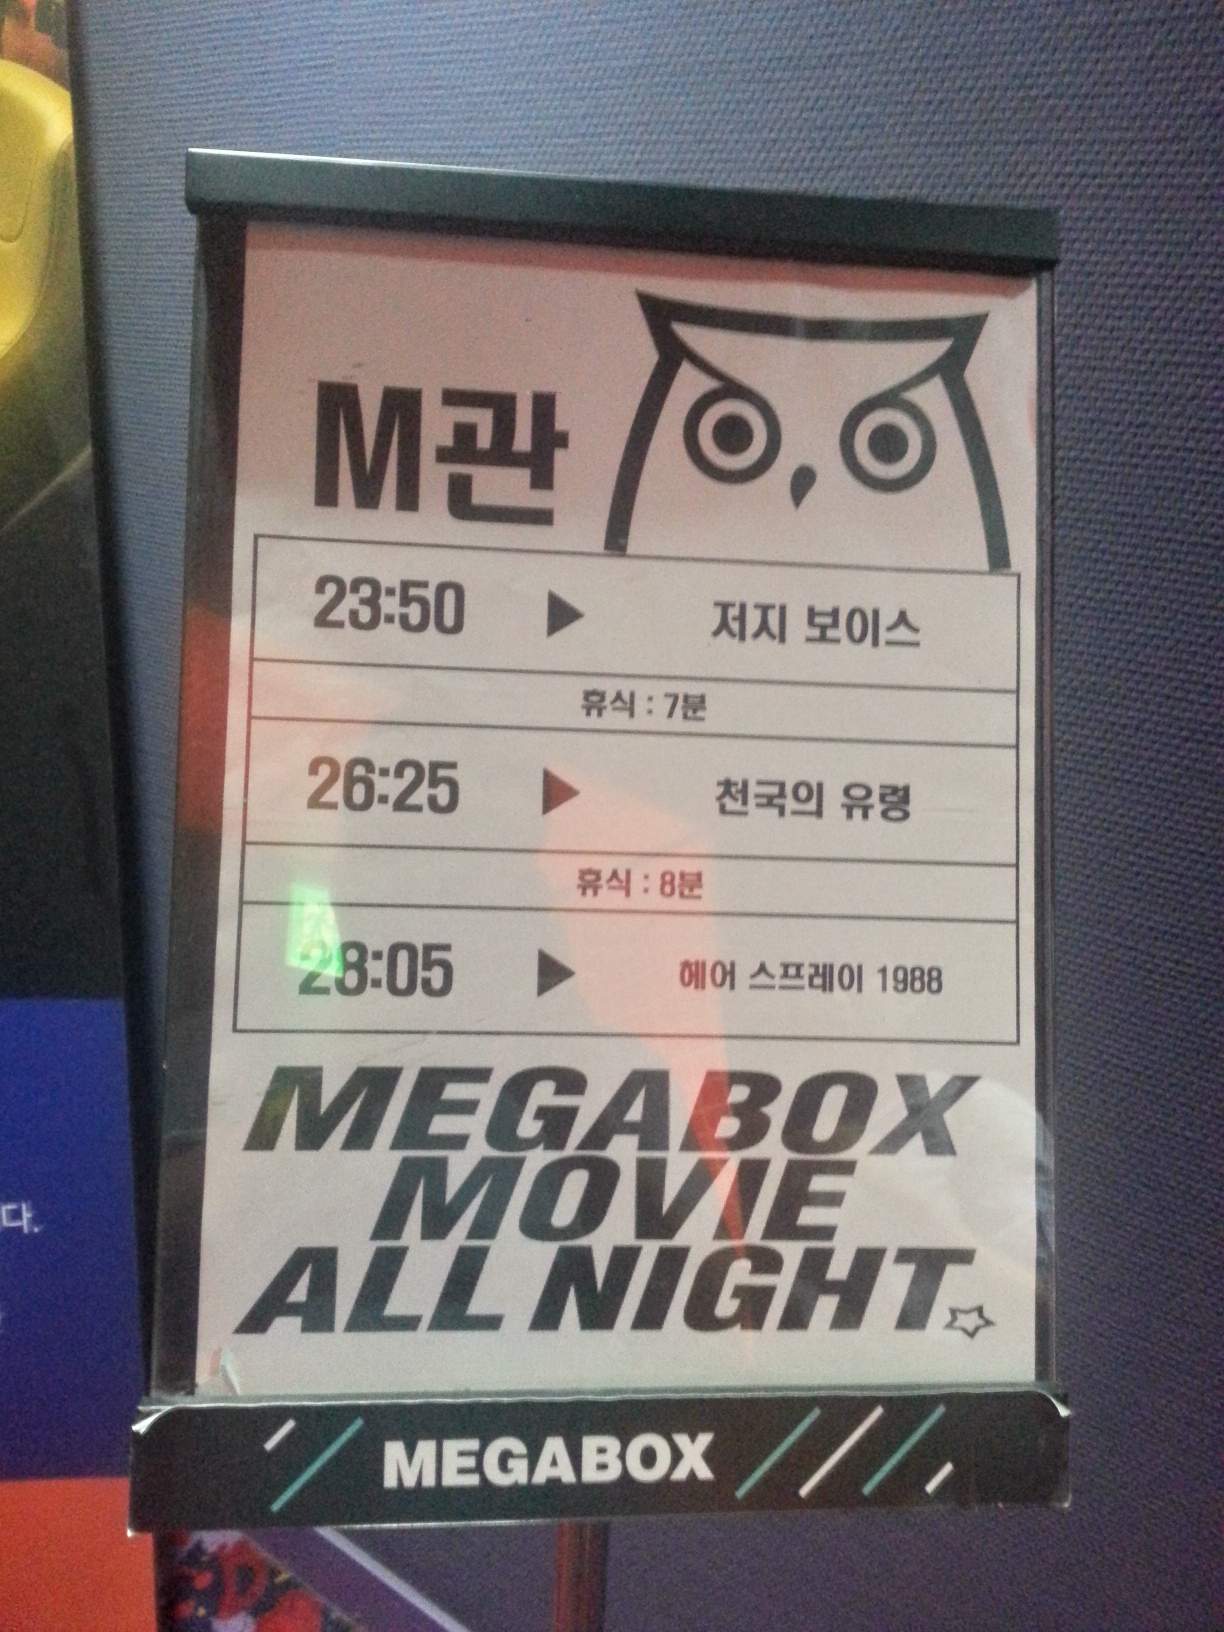 M관
23:50 ▶ 저지 보이스
휴식 : 7분
26:25 ▶ 천국의 유령
휴식 : 8분
28:05 ▶ 헤어 스프레이 1988
MEGABOX
MOVIE
ALL NIGHT
MEGABOX
다.